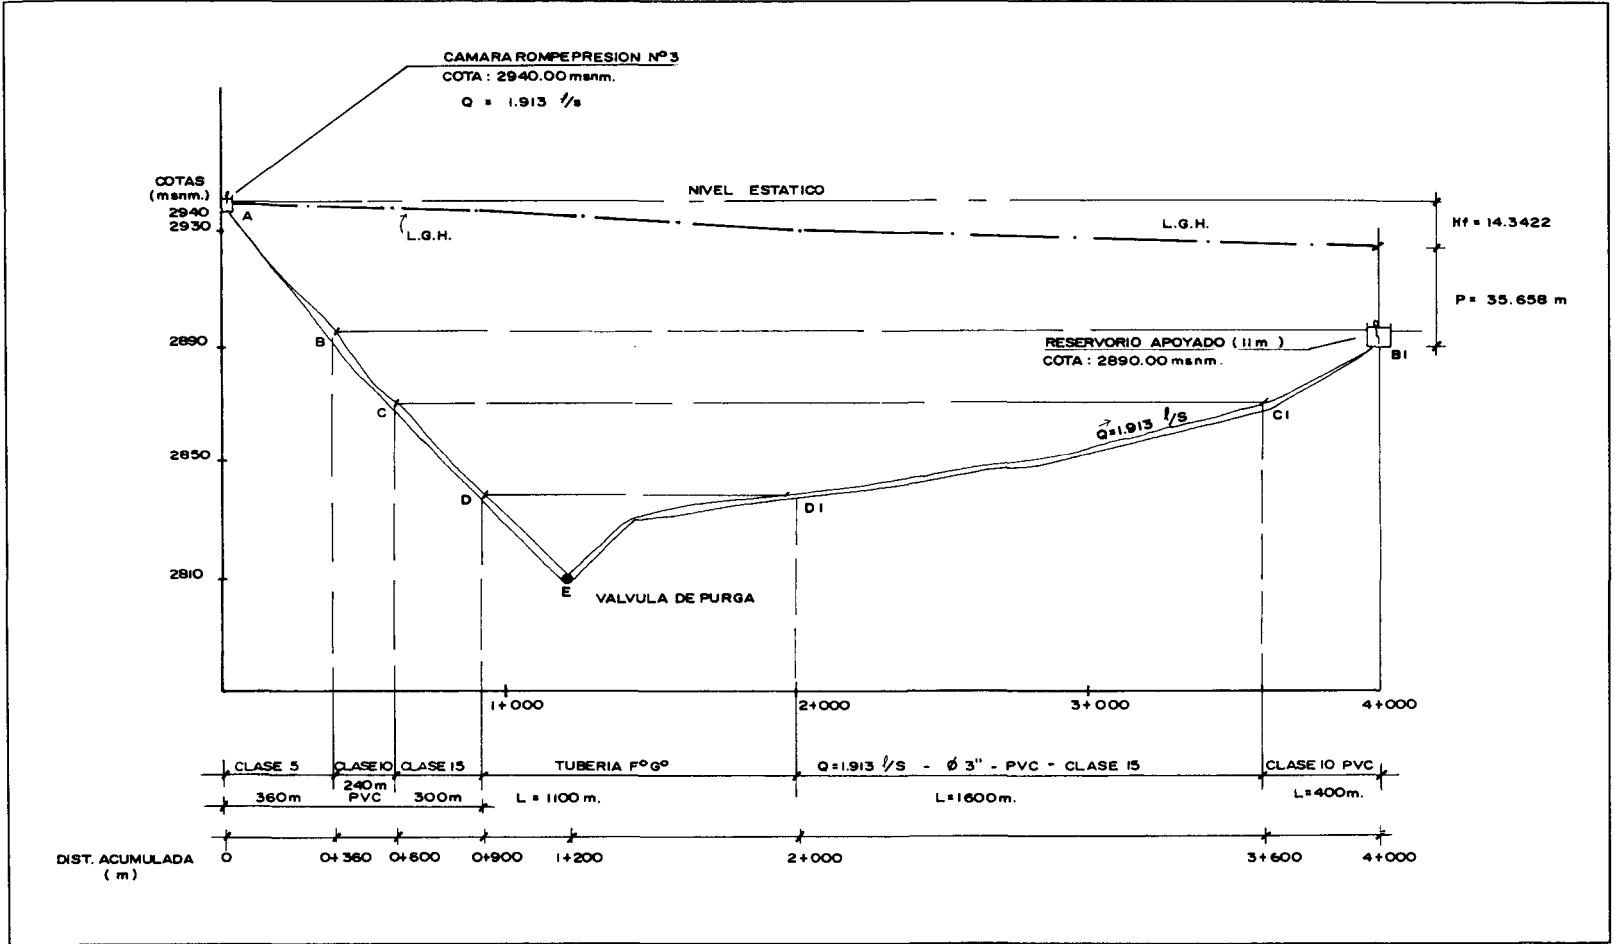 CAMARA ROMPEPRESION Nº 3
COTA : 2940.00 msnm.
Q = 1.913 l/s
COTAS
(msnm.)
2940
2930
2890
2850
2810
A
NIVEL ESTATICO
L.G.H.
L.G.H.
Hf = 14.3422
P = 35.658 m
B
RESERVORIO APOYADO ( 11 m )
COTA : 2890.00 msnm.
B1
C
Q=1.913 l/S
C1
D
D1
E
VALVULA DE PURGA
1+000
2+000
3+000
4+000
CLASE 5
CLASE 10
CLASE 15
TUBERIA FºGº
Q=1.913 l/S - Ø 3" - PVC - CLASE 15
CLASE 10 PVC
360m
240m
PVC
300m
L = 1100 m.
L=1600m.
L=400m.
DIST. ACUMULADA
( m )
0
0+360
0+600
0+900
1+200
2+000
3+600
4+000